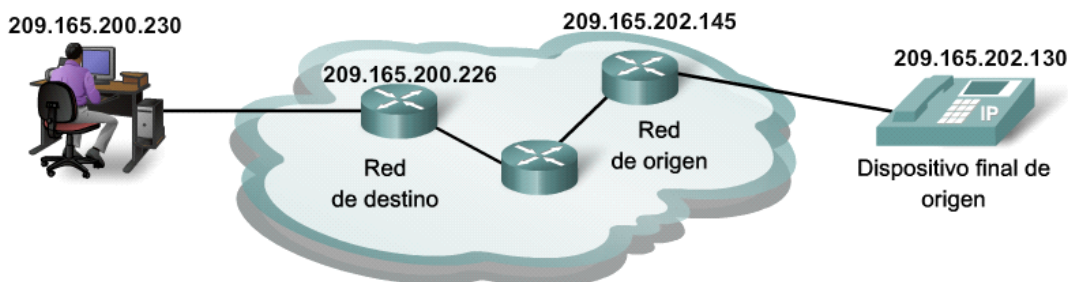 209.165.200.230
209.165.202.145
209.165.200.226
209.165.202.130
IP
Red
de destino
Red
de origen
Dispositivo final de
origen